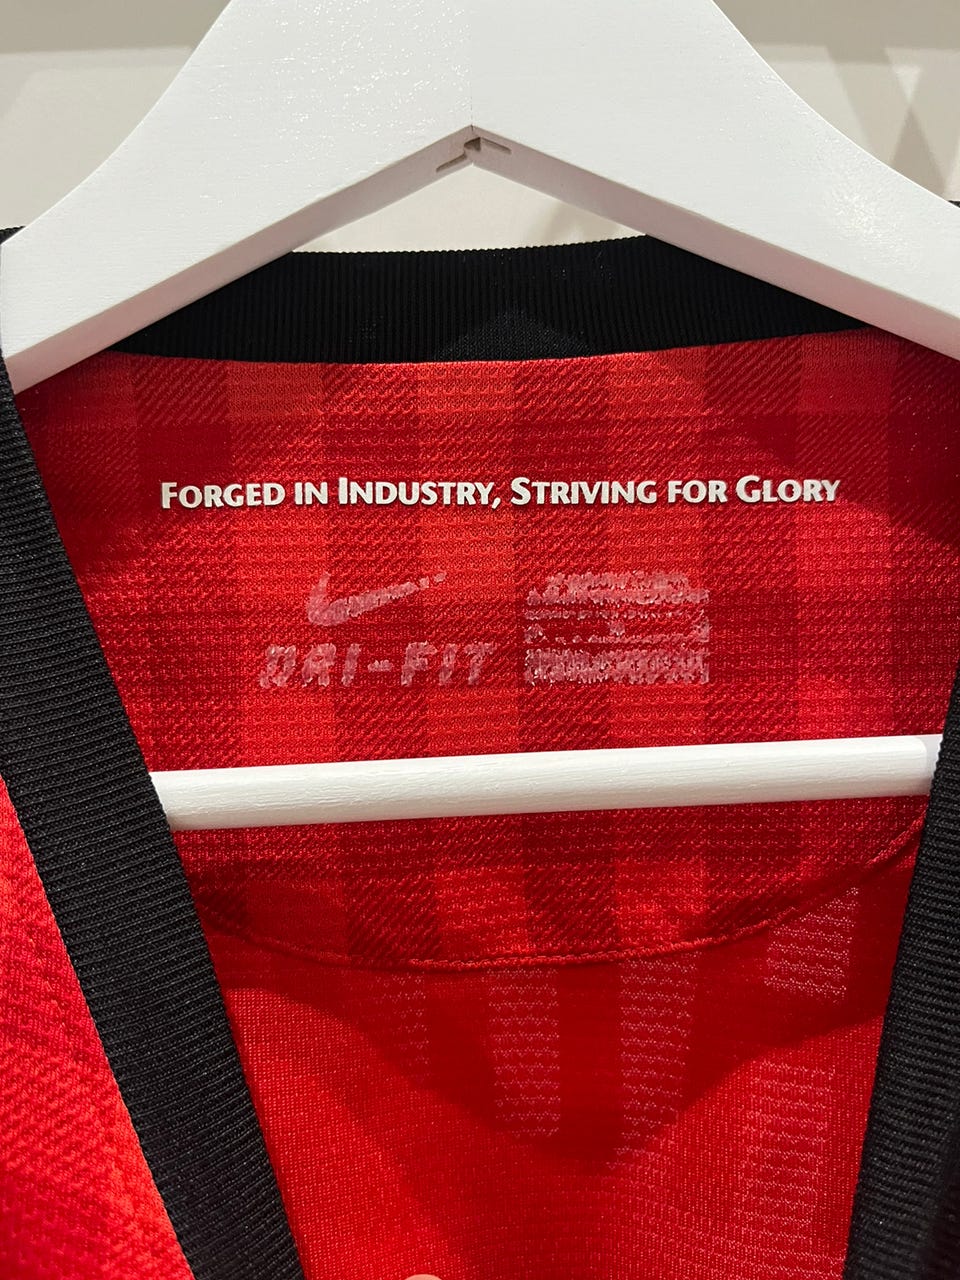 FORGED IN INDUSTRY, STRIVING FOR GLORY
DRI-FIT